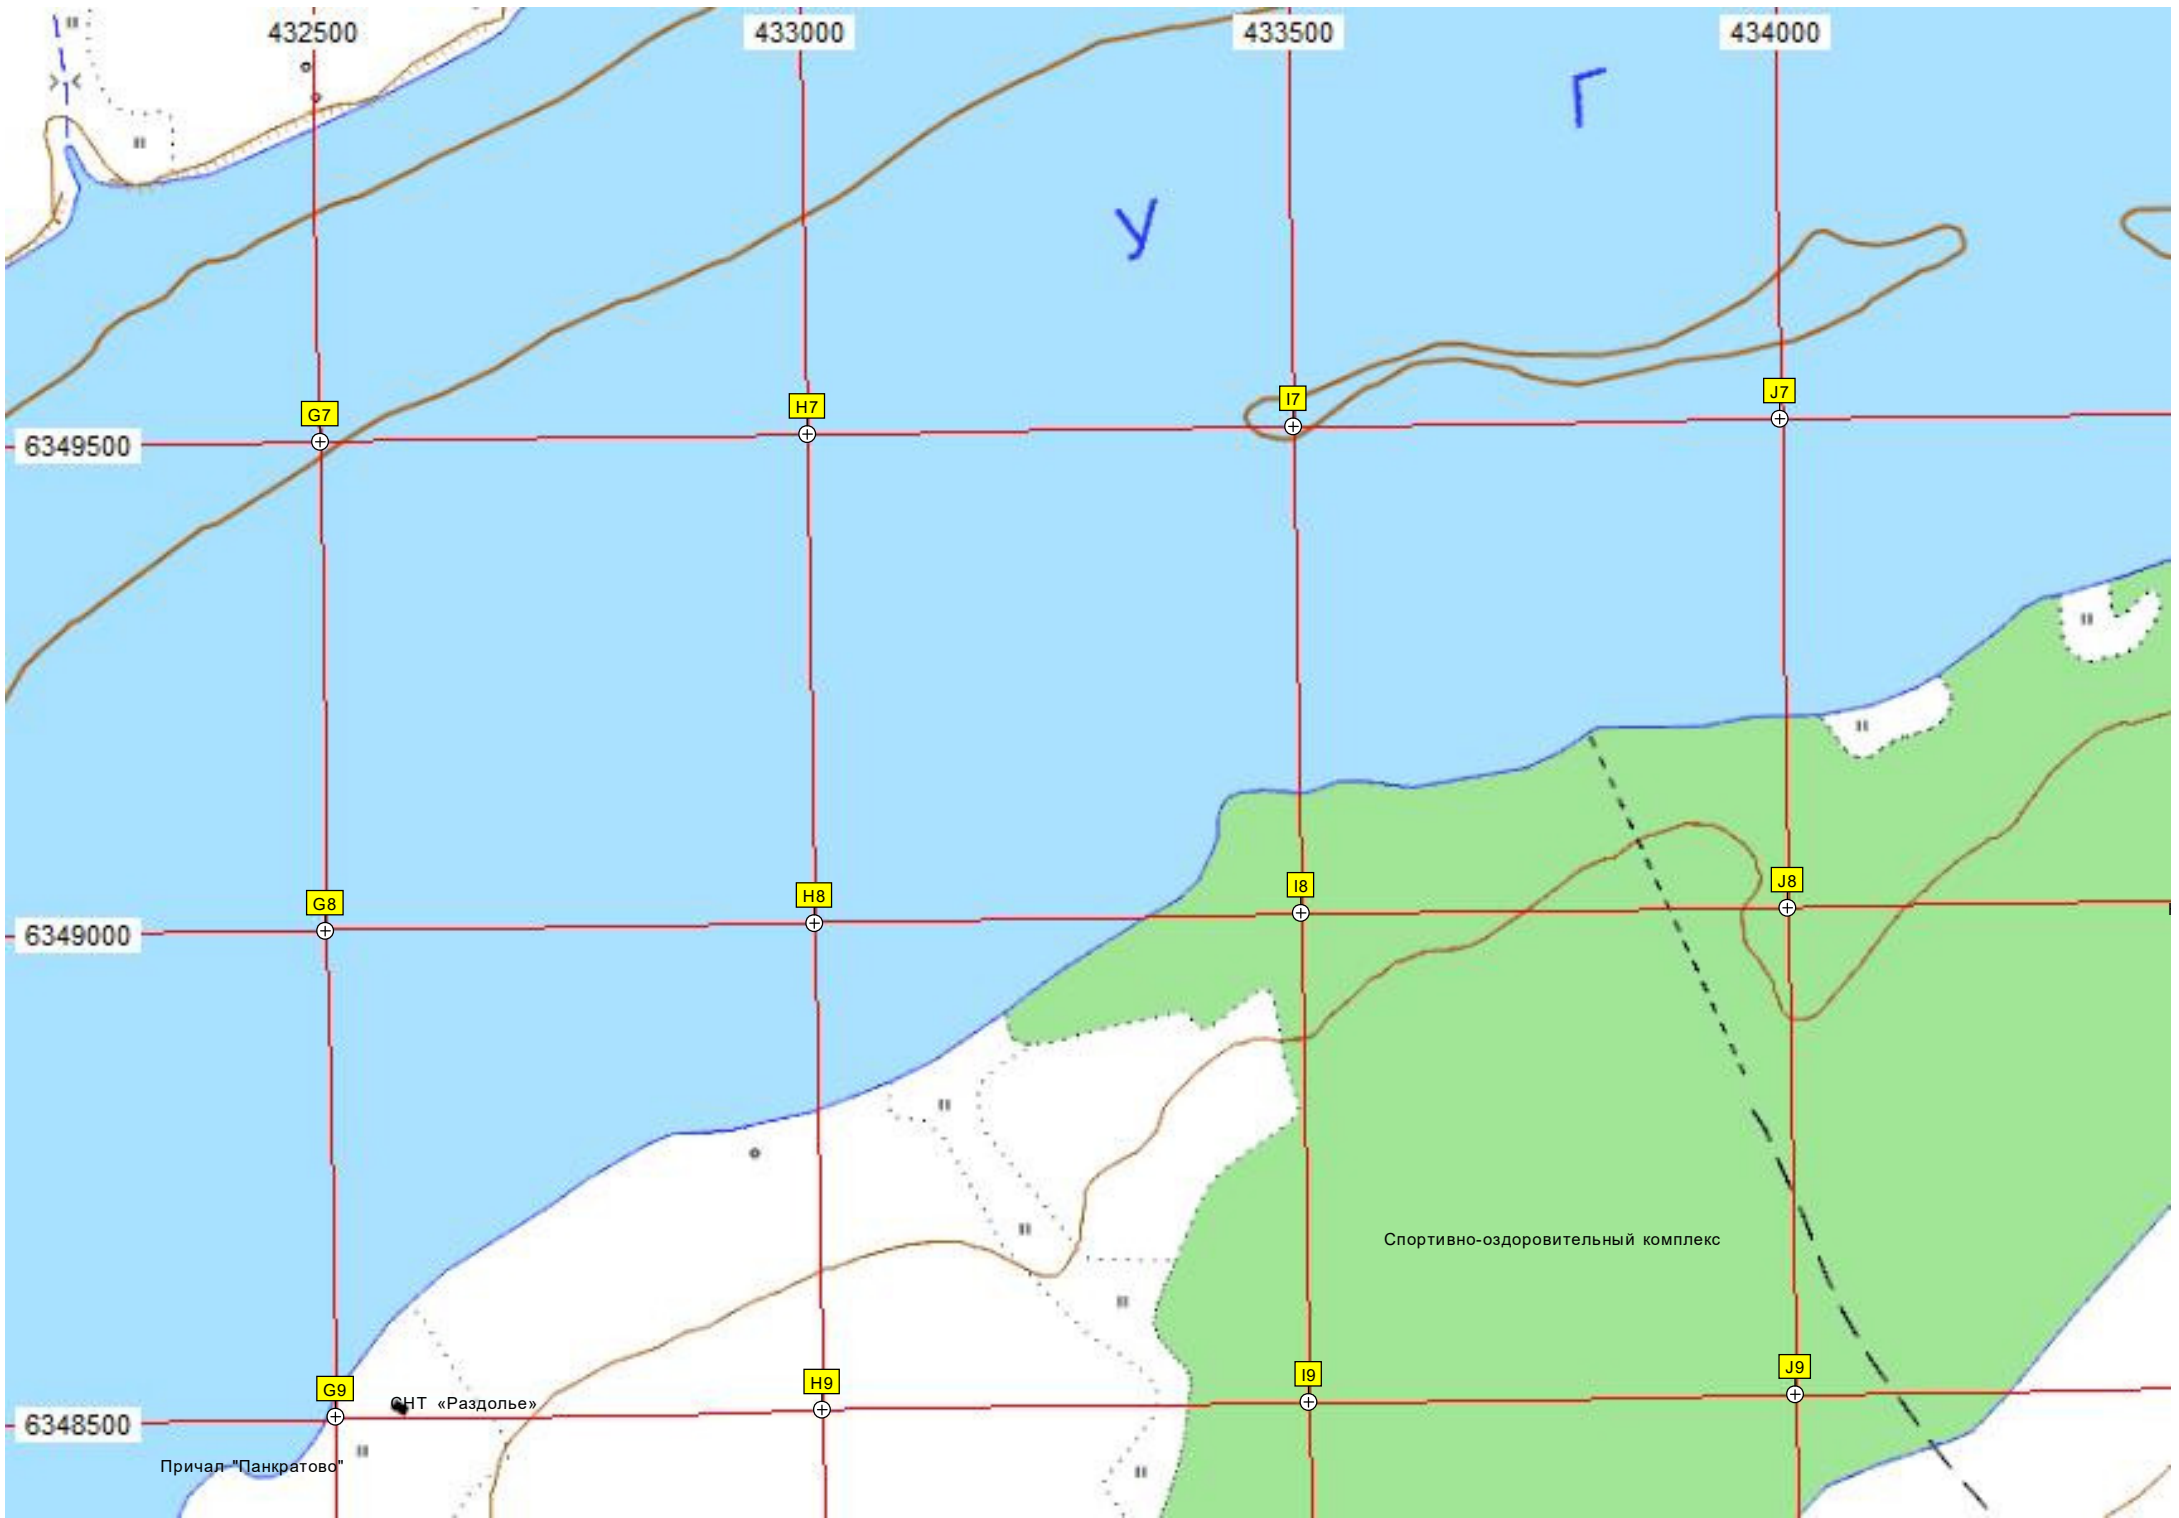 432500 433000 433500 434000
Г
У
G7 H7 I7 J7
6349500
G8 H8 I8 J8
6349000
Спортивно-оздоровительный комплекс
G9 H9 I9 J9
СНТ «Раздолье»
6348500
Причал "Панкратово"